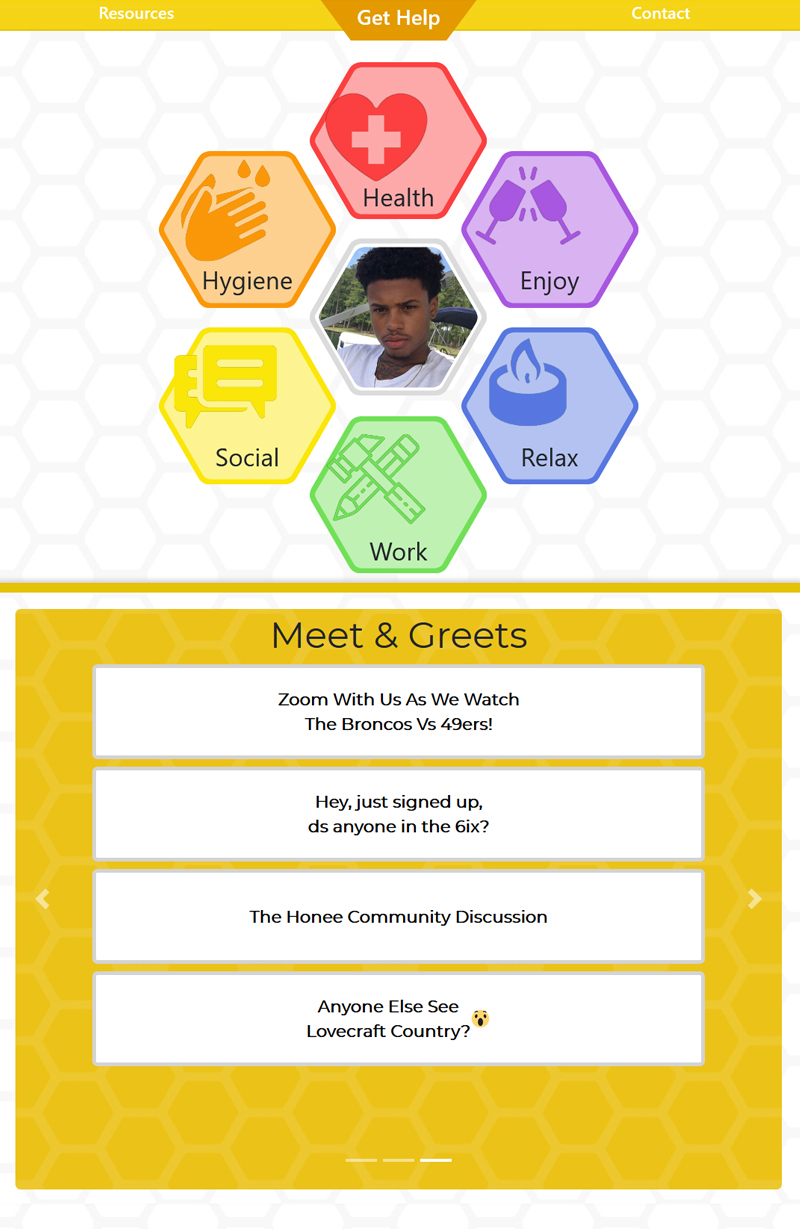 Resources
Get Help
Contact
Health
Hygiene
Enjoy
Social
Relax
Work
Meet & Greets
Zoom With Us As We Watch
The Broncos Vs 49ers!
Hey, just signed up,
ds anyone in the 6ix?
The Honee Community Discussion
Anyone Else See
Lovecraft Country?😲